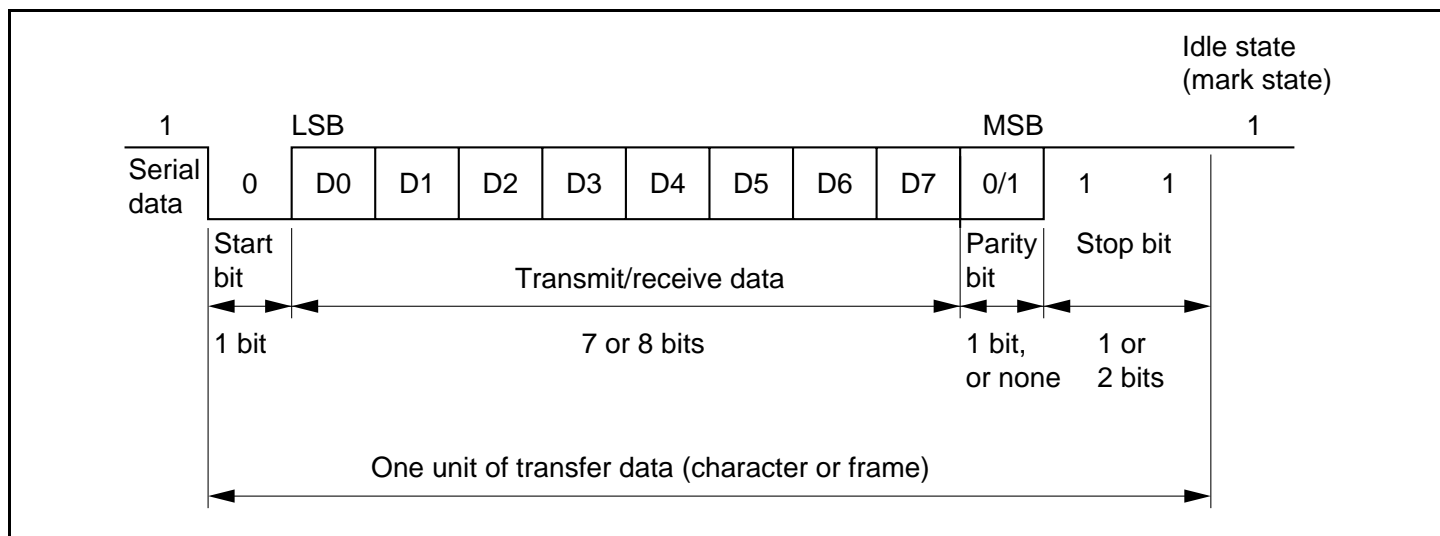 Idle state
(mark state)
1 LSB MSB 1
Serial
data
0 D0 D1 D2 D3 D4 D5 D6 D7 0/1 1 1
Start
bit
Transmit/receive data
Parity
bit
Stop bit
1 bit
7 or 8 bits
1 bit,
or none
1 or
2 bits
One unit of transfer data (character or frame)